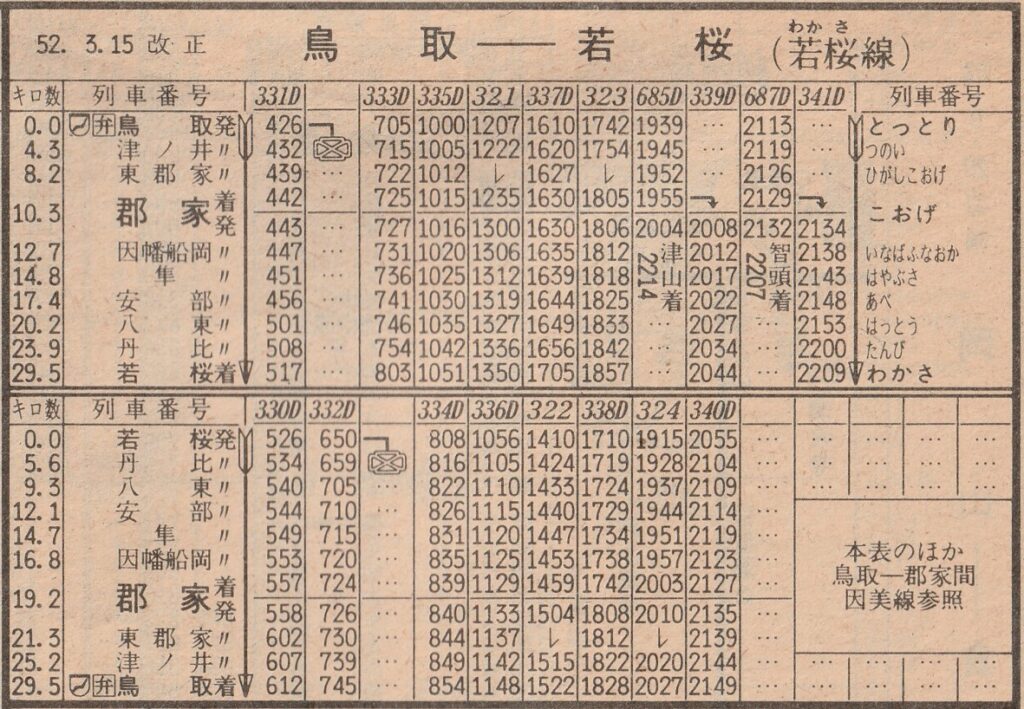 52. 3.15 改正 鳥取──若桜 (若桜線)
わかさ
キロ数 列車番号 331D 333D 335D 321 337D 323 685D 339D 687D 341D 列車番号
0.0 弁 鳥取発 426 705 1000 1207 1610 1742 1939 … 2113 … とっとり
4.3 津ノ井〃 432 715 1005 1222 1620 1754 1945 … 2119 … つのい
8.2 東郡家〃 439 … 722 1012 レ 1627 レ 1952 … 2126 … ひがしこおげ
10.3 郡家着 442 … 725 1015 1235 1630 1805 1955 2129 こおげ
発 443 … 727 1016 1300 1630 1806 2004 2008 2132 2134
12.7 因幡船岡〃 447 … 731 1020 1306 1635 1812 津山着 2214 2012 智頭着 2207 2138 いなばふなおか
14.8 隼〃 451 … 736 1025 1312 1639 1818 2017 2143 はやぶさ
17.4 安部〃 456 … 741 1030 1319 1644 1825 2022 2148 あべ
20.2 八東〃 501 … 746 1035 1327 1649 1833 … 2027 … 2153 はっとう
23.9 丹比〃 508 … 754 1042 1336 1656 1842 … 2034 … 2200 たんぴ
29.5 若桜着 517 … 803 1051 1350 1705 1857 … 2044 … 2209 わかさ
キロ数 列車番号 330D 332D 334D 336D 322 338D 324 340D
0.0 若桜発 526 650 808 1056 1410 1710 1915 2055 … … … … …
5.6 丹比〃 534 659 816 1105 1424 1719 1928 2104 … … … … …
9.3 八東〃 540 705 … 822 1110 1433 1724 1937 2109 … … … … …
12.1 安部〃 544 710 … 826 1115 1440 1729 1944 2114 …
14.7 隼〃 549 715 … 831 1120 1447 1734 1951 2119 …
16.8 因幡船岡〃 553 720 … 835 1125 1453 1738 1957 2123 …
19.2 郡家着 557 724 … 839 1129 1459 1742 2003 2127 …
発 558 726 … 840 1133 1504 1808 2010 2135 …
21.3 東郡家〃 602 730 … 844 1137 レ 1812 レ 2139 …
25.2 津ノ井〃 607 739 … 849 1142 1515 1822 2020 2144 … … … … …
29.5 弁 鳥取着 612 745 … 854 1148 1522 1828 2027 2149 … … … … …
本表のほか
鳥取─郡家間
因美線参照